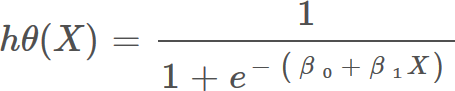 hθ(X) = 1 / 1 + e^−(β₀ + β₁X)